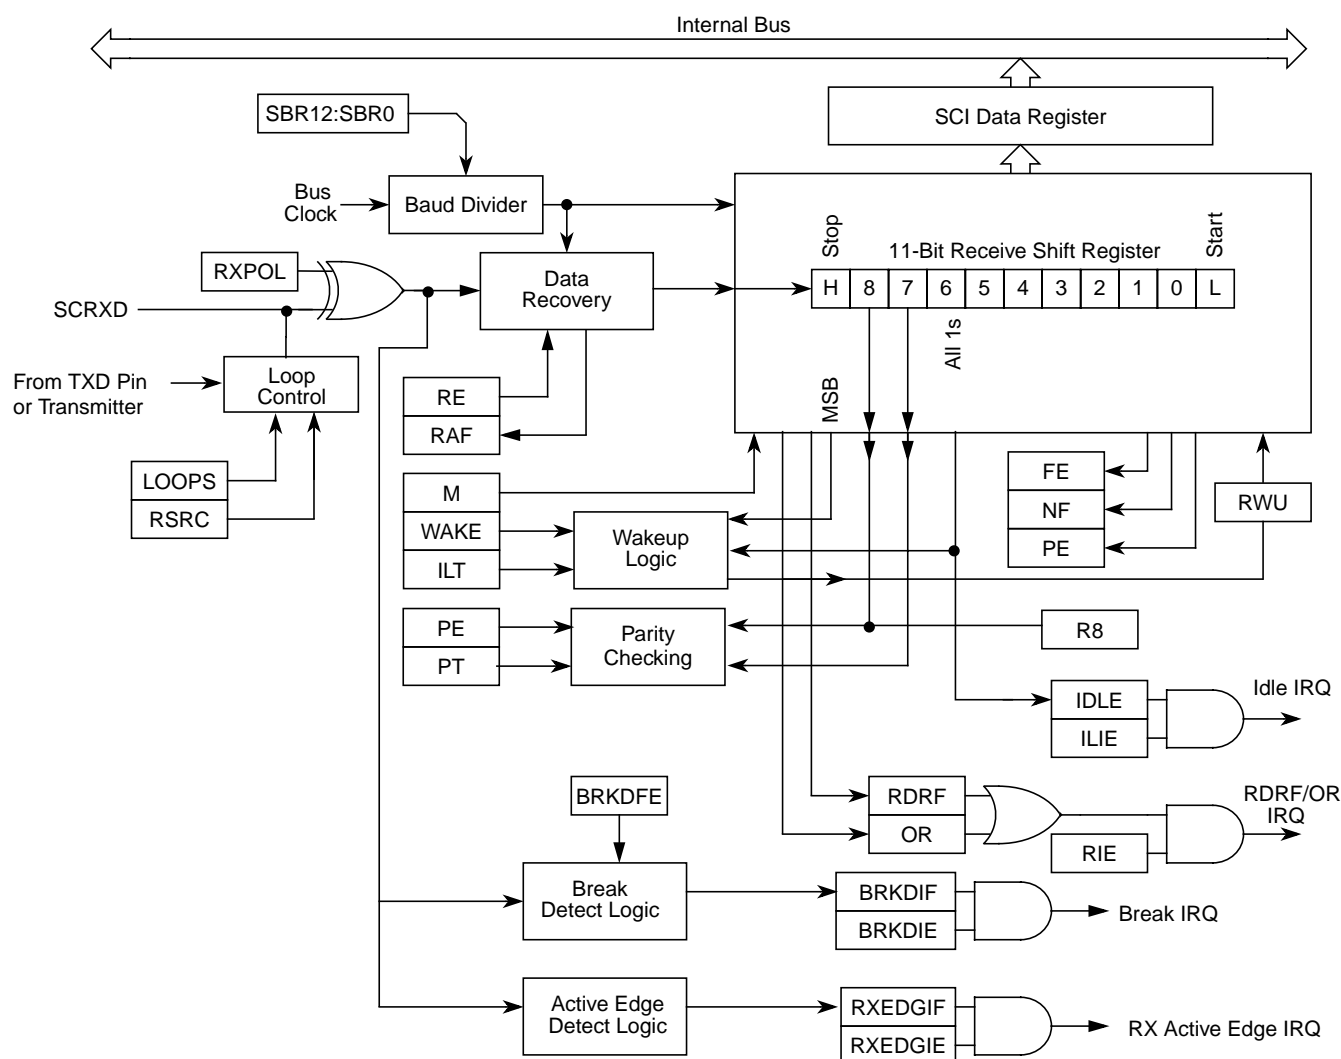 Internal Bus
SBR12:SBR0
SCI Data Register
Bus
Clock
Baud Divider
RXPOL
Data
Recovery
Stop
11-Bit Receive Shift Register
Start
H 8 7 6 5 4 3 2 1 0 L
SCRXD
All 1s
From TXD Pin
or Transmitter
Loop
Control
RE
RAF
MSB
LOOPS
RSRC
M
WAKE
ILT
Wakeup
Logic
FE
NF
PE
RWU
PE
PT
Parity
Checking
R8
IDLE
ILIE
Idle IRQ
BRKDFE
RDRF
OR
RIE
RDRF/OR
IRQ
Break
Detect Logic
BRKDIF
BRKDIE
Break IRQ
Active Edge
Detect Logic
RXEDGIF
RXEDGIE
RX Active Edge IRQ